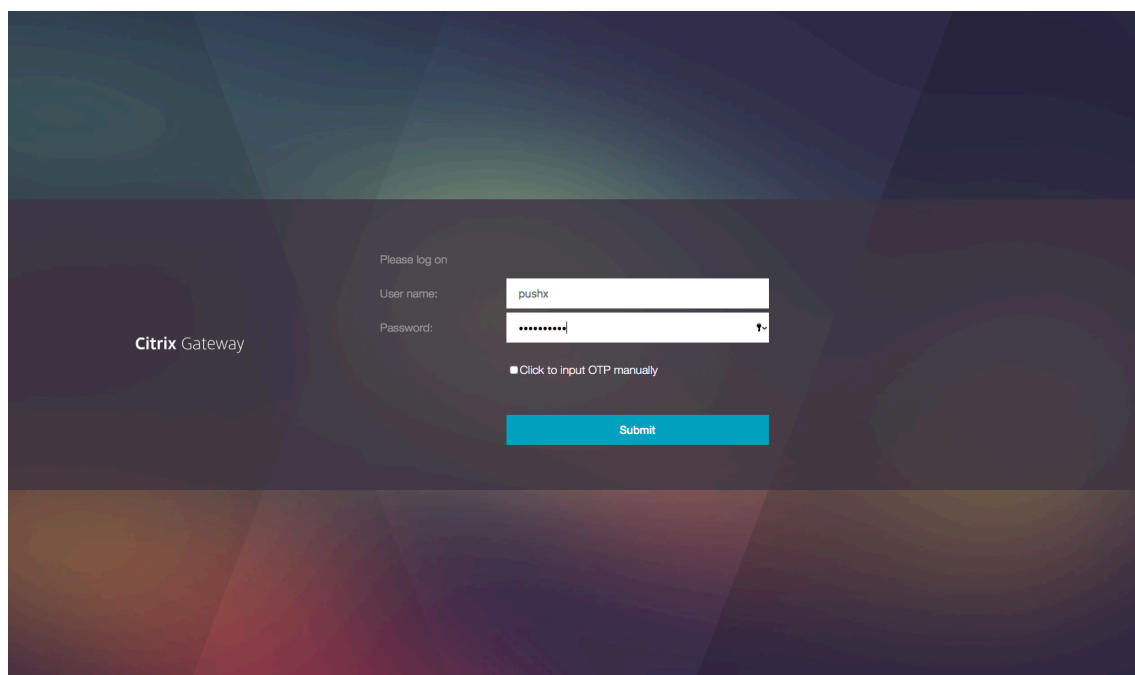 Please log on
User name:
pushx
Password:
••••••••••
Citrix Gateway
Click to input OTP manually
Submit